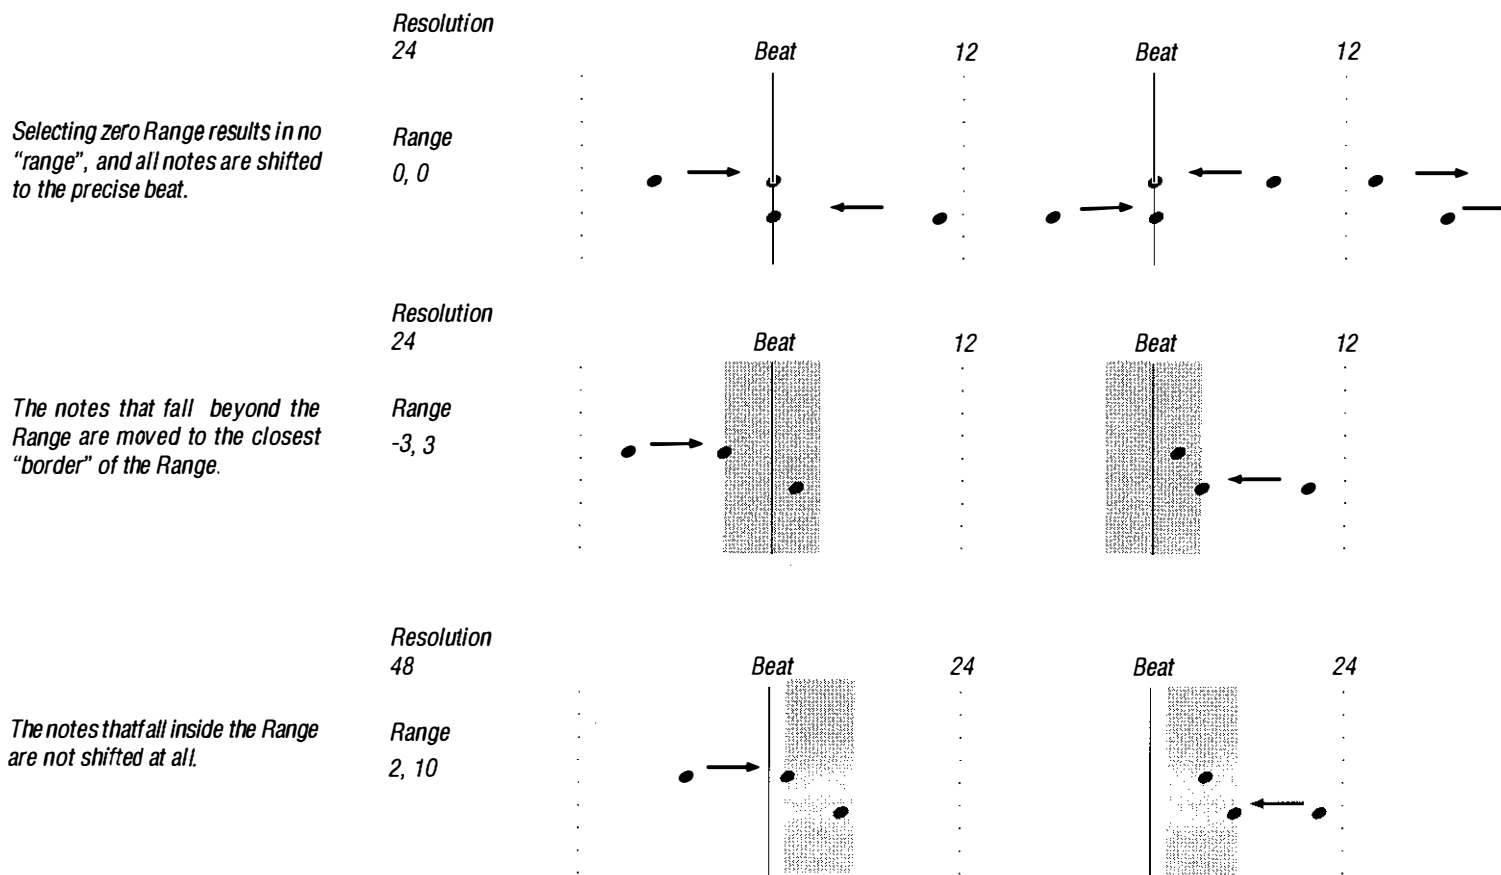 Resolution
24
Beat
12
Beat
12
Selecting zero Range results in no
"range", and all notes are shifted
to the precise beat.
Range
0, 0
Resolution
24
Beat
12
Beat
12
The notes that fall beyond the
Range are moved to the closest
"border" of the Range.
Range
-3, 3
Resolution
48
Beat
24
Beat
24
The notes that fall inside the Range
are not shifted at all.
Range
2, 10